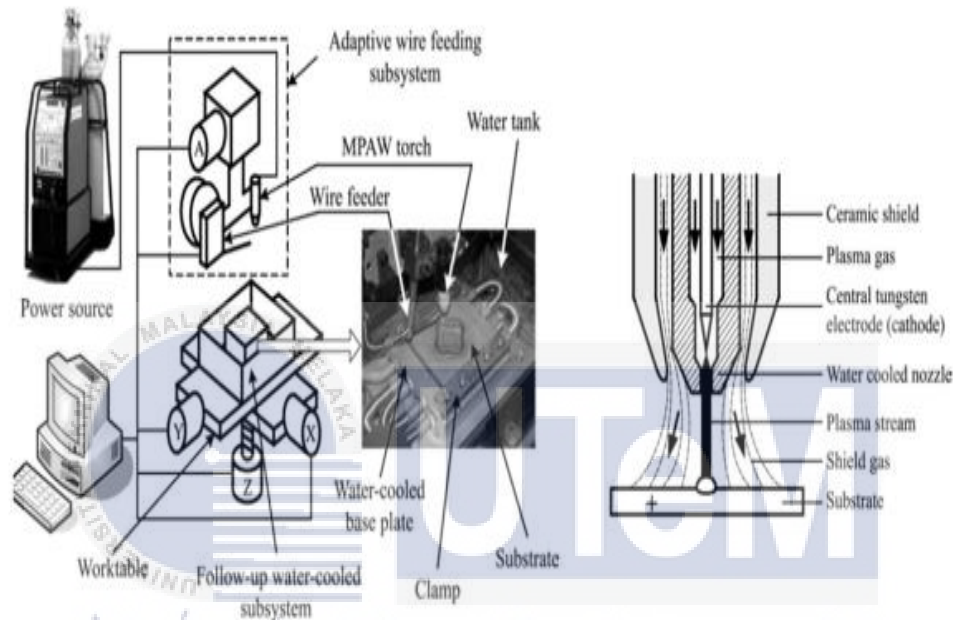 Adaptive wire feeding
subsystem
Water tank
MPAW torch
A
Wire feeder
Power source
Y
X
Z
Water-cooled
base plate
Substrate
Worktable
Follow-up water-cooled
subsystem
Clamp
Ceramic shield
Plasma gas
Central tungsten
electrode (cathode)
Water cooled nozzle
Plasma stream
Shield gas
Substrate
+
UTeM
MALAYSIA MELAKA